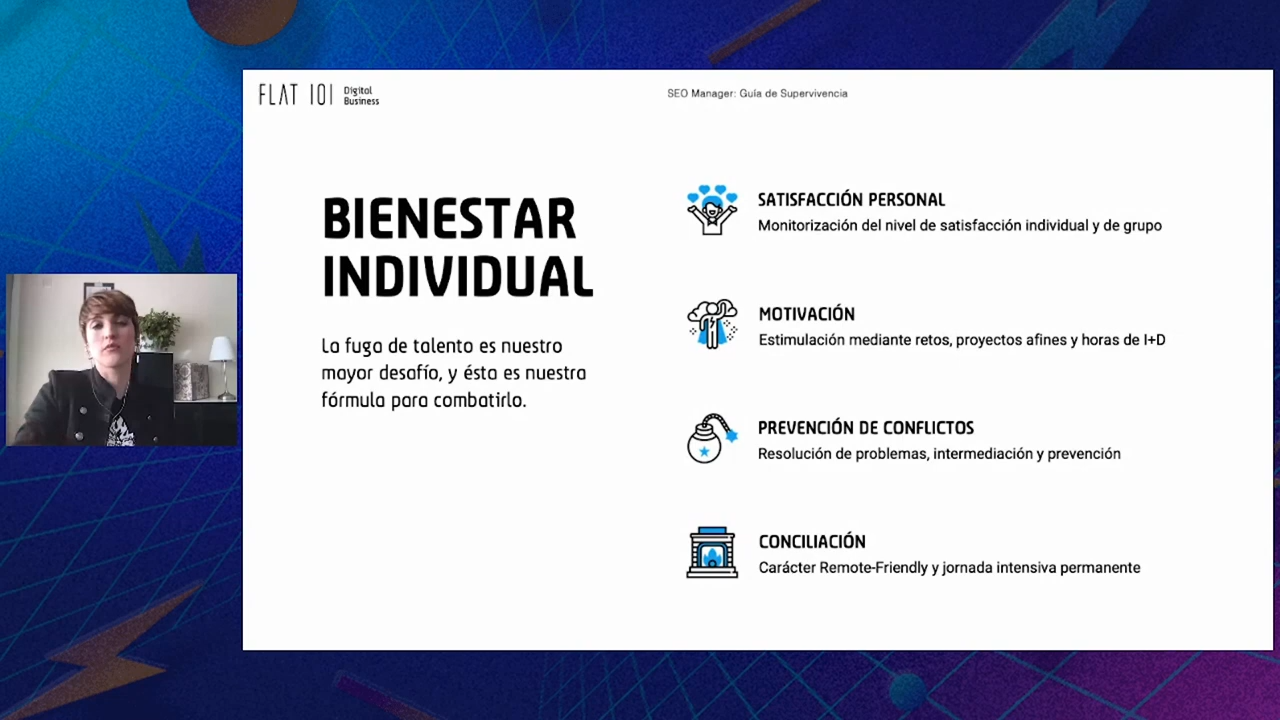 FLAT 101 Digital Business
SEO Manager: Guía de Supervivencia
BIENESTAR
INDIVIDUAL
La fuga de talento es nuestro
mayor desafío, y ésta es nuestra
fórmula para combatirlo.
SATISFACCIÓN PERSONAL
Monitorización del nivel de satisfacción individual y de grupo
MOTIVACIÓN
Estimulación mediante retos, proyectos afines y horas de I+D
PREVENCIÓN DE CONFLICTOS
Resolución de problemas, intermediación y prevención
CONCILIACIÓN
Carácter Remote-Friendly y jornada intensiva permanente